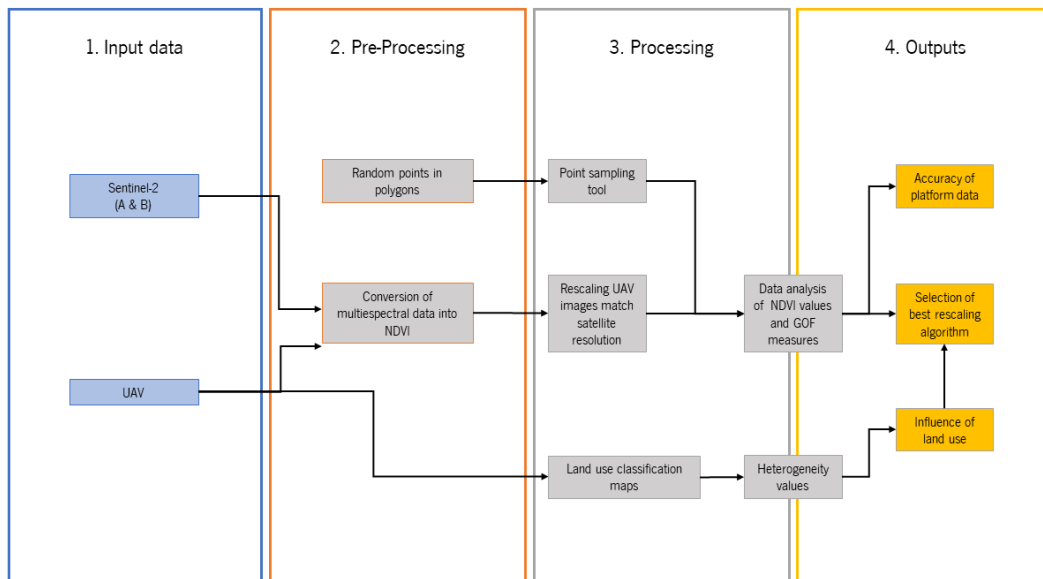 1. Input data
2. Pre-Processing
3. Processing
4. Outputs
Sentinel-2
(A & B)
UAV
Random points in
polygons
Conversion of
multiespectral data into
NDVI
Point sampling
tool
Rescaling UAV
images match
satellite
resolution
Land use classification
maps
Data analysis
of NDVI values
and GOF
measures
Heterogeneity
values
Accuracy of
platform data
Selection of
best rescaling
algorithm
Influence of
land use